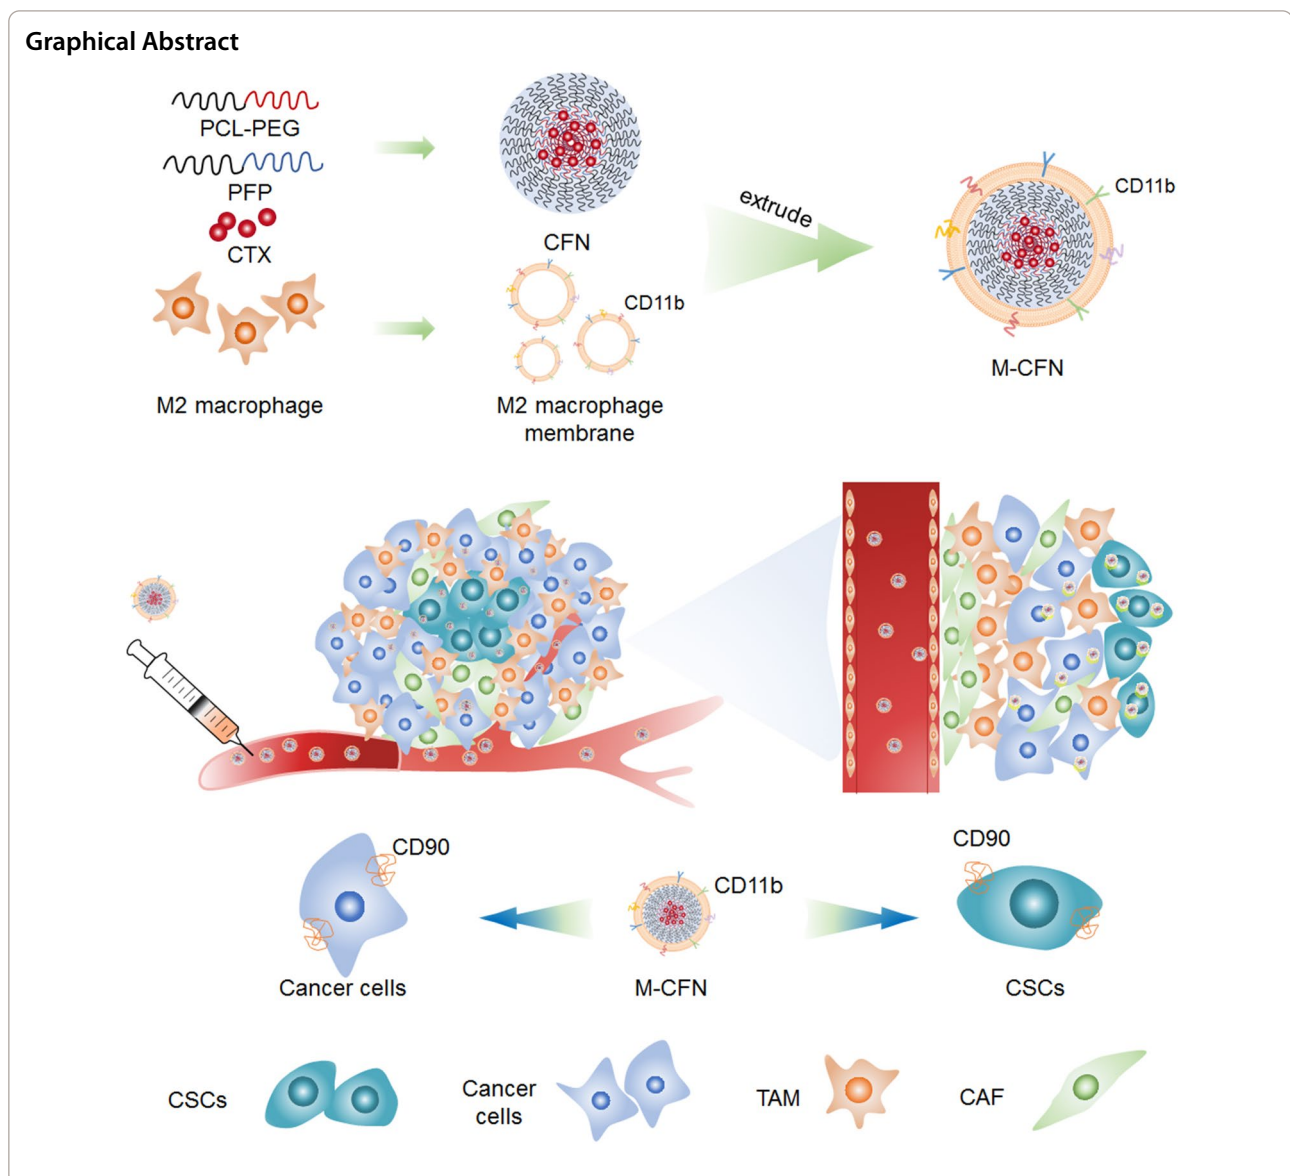 Graphical Abstract
PCL-PEG
PFP
CTX
CFN
extrude
CD11b
M-CFN
CD11b
M2 macrophage
M2 macrophage
membrane
CD90
CD11b
CD90
Cancer cells
M-CFN
CSCs
CSCs
Cancer
cells
TAM
CAF